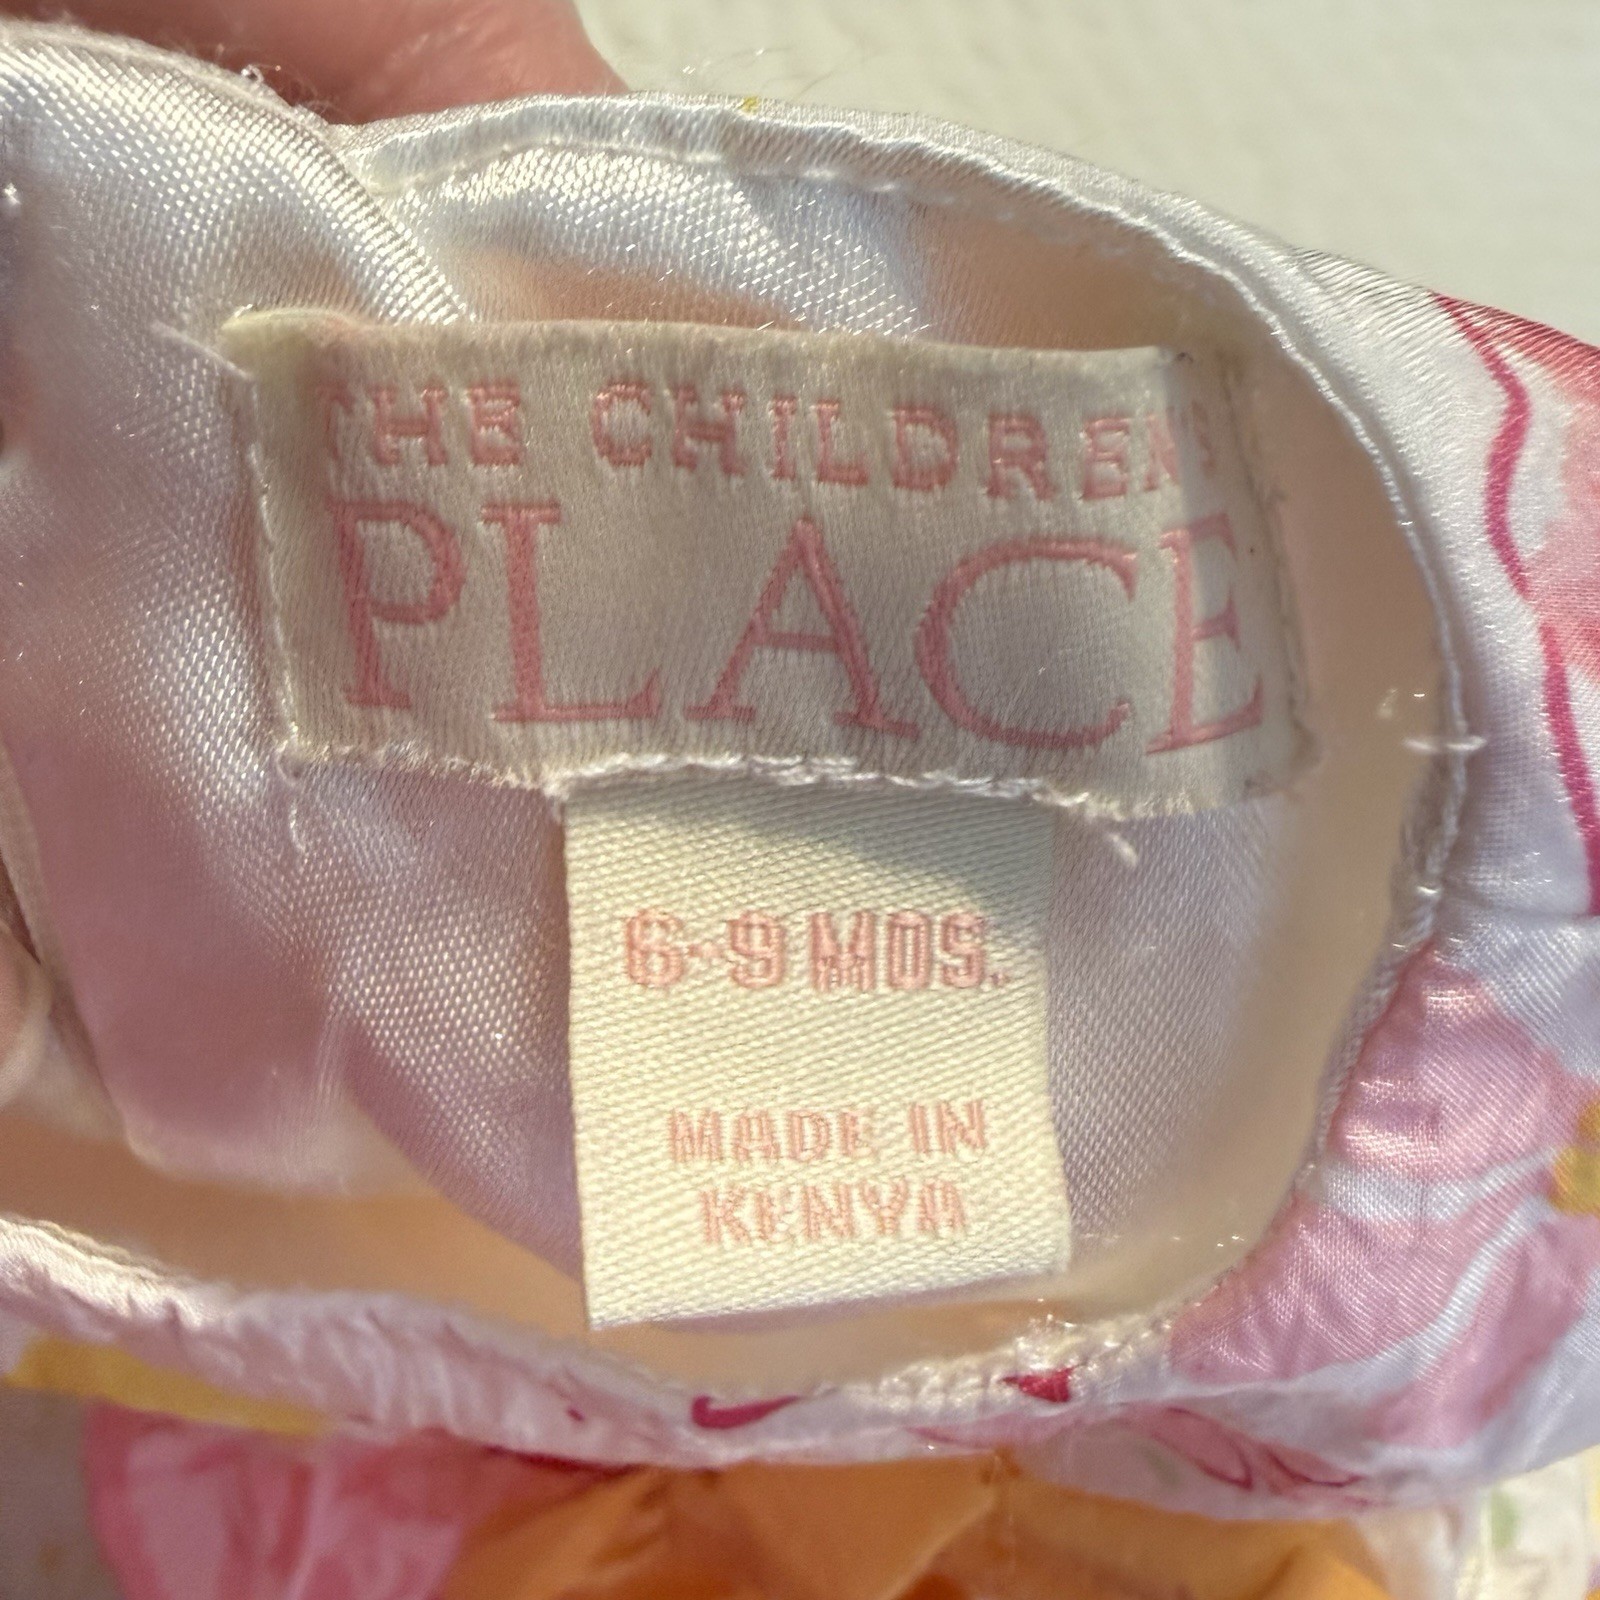 THE CHILDREN'S
PLACE
6-9 MOS.
MADE IN
KENYA